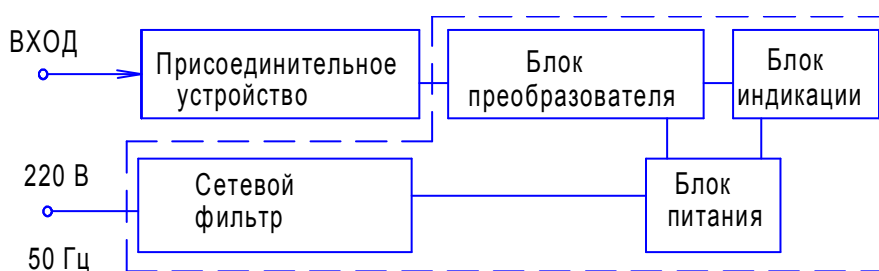 ВХОД
Присоединительное
устройство
Блок
преобразователя
Блок
индикации
220 В
50 Гц
Сетевой
фильтр
Блок
питания